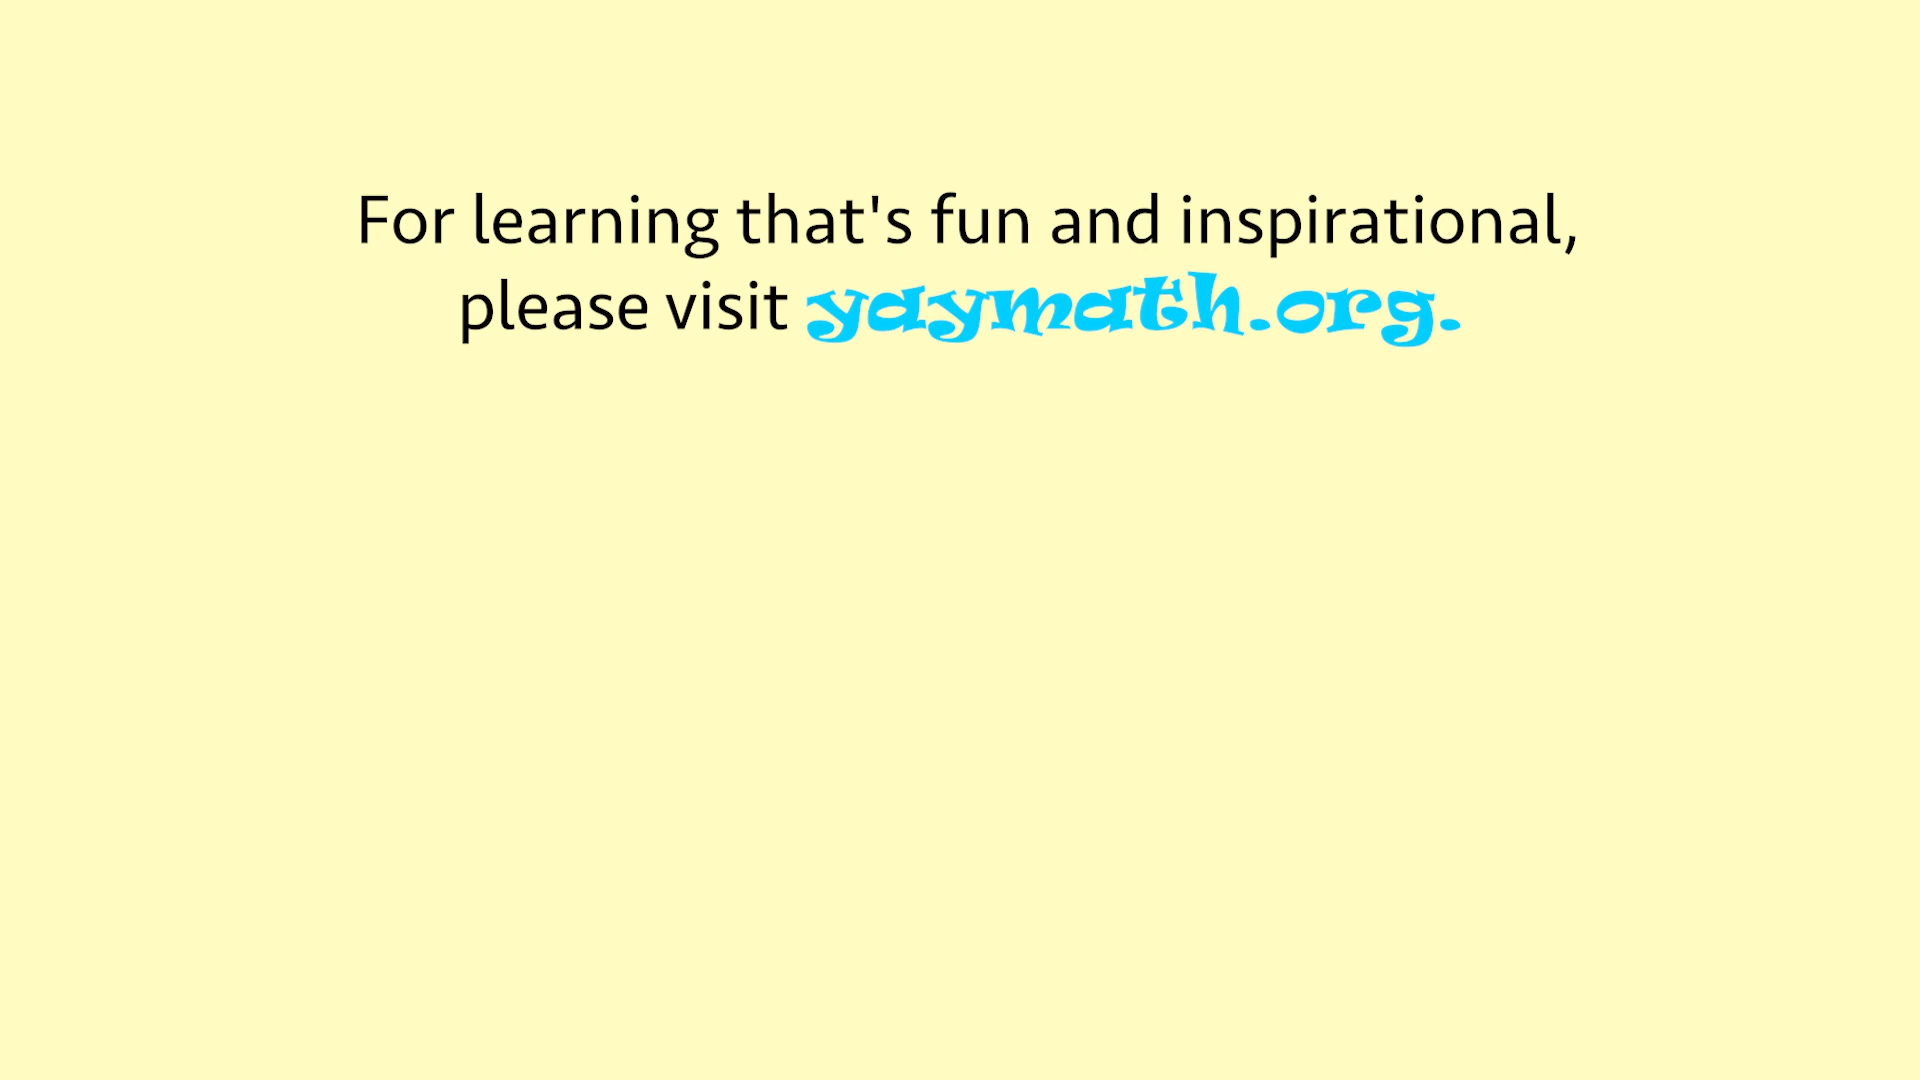 For learning that's fun and inspirational,
please visit yaymath.org.